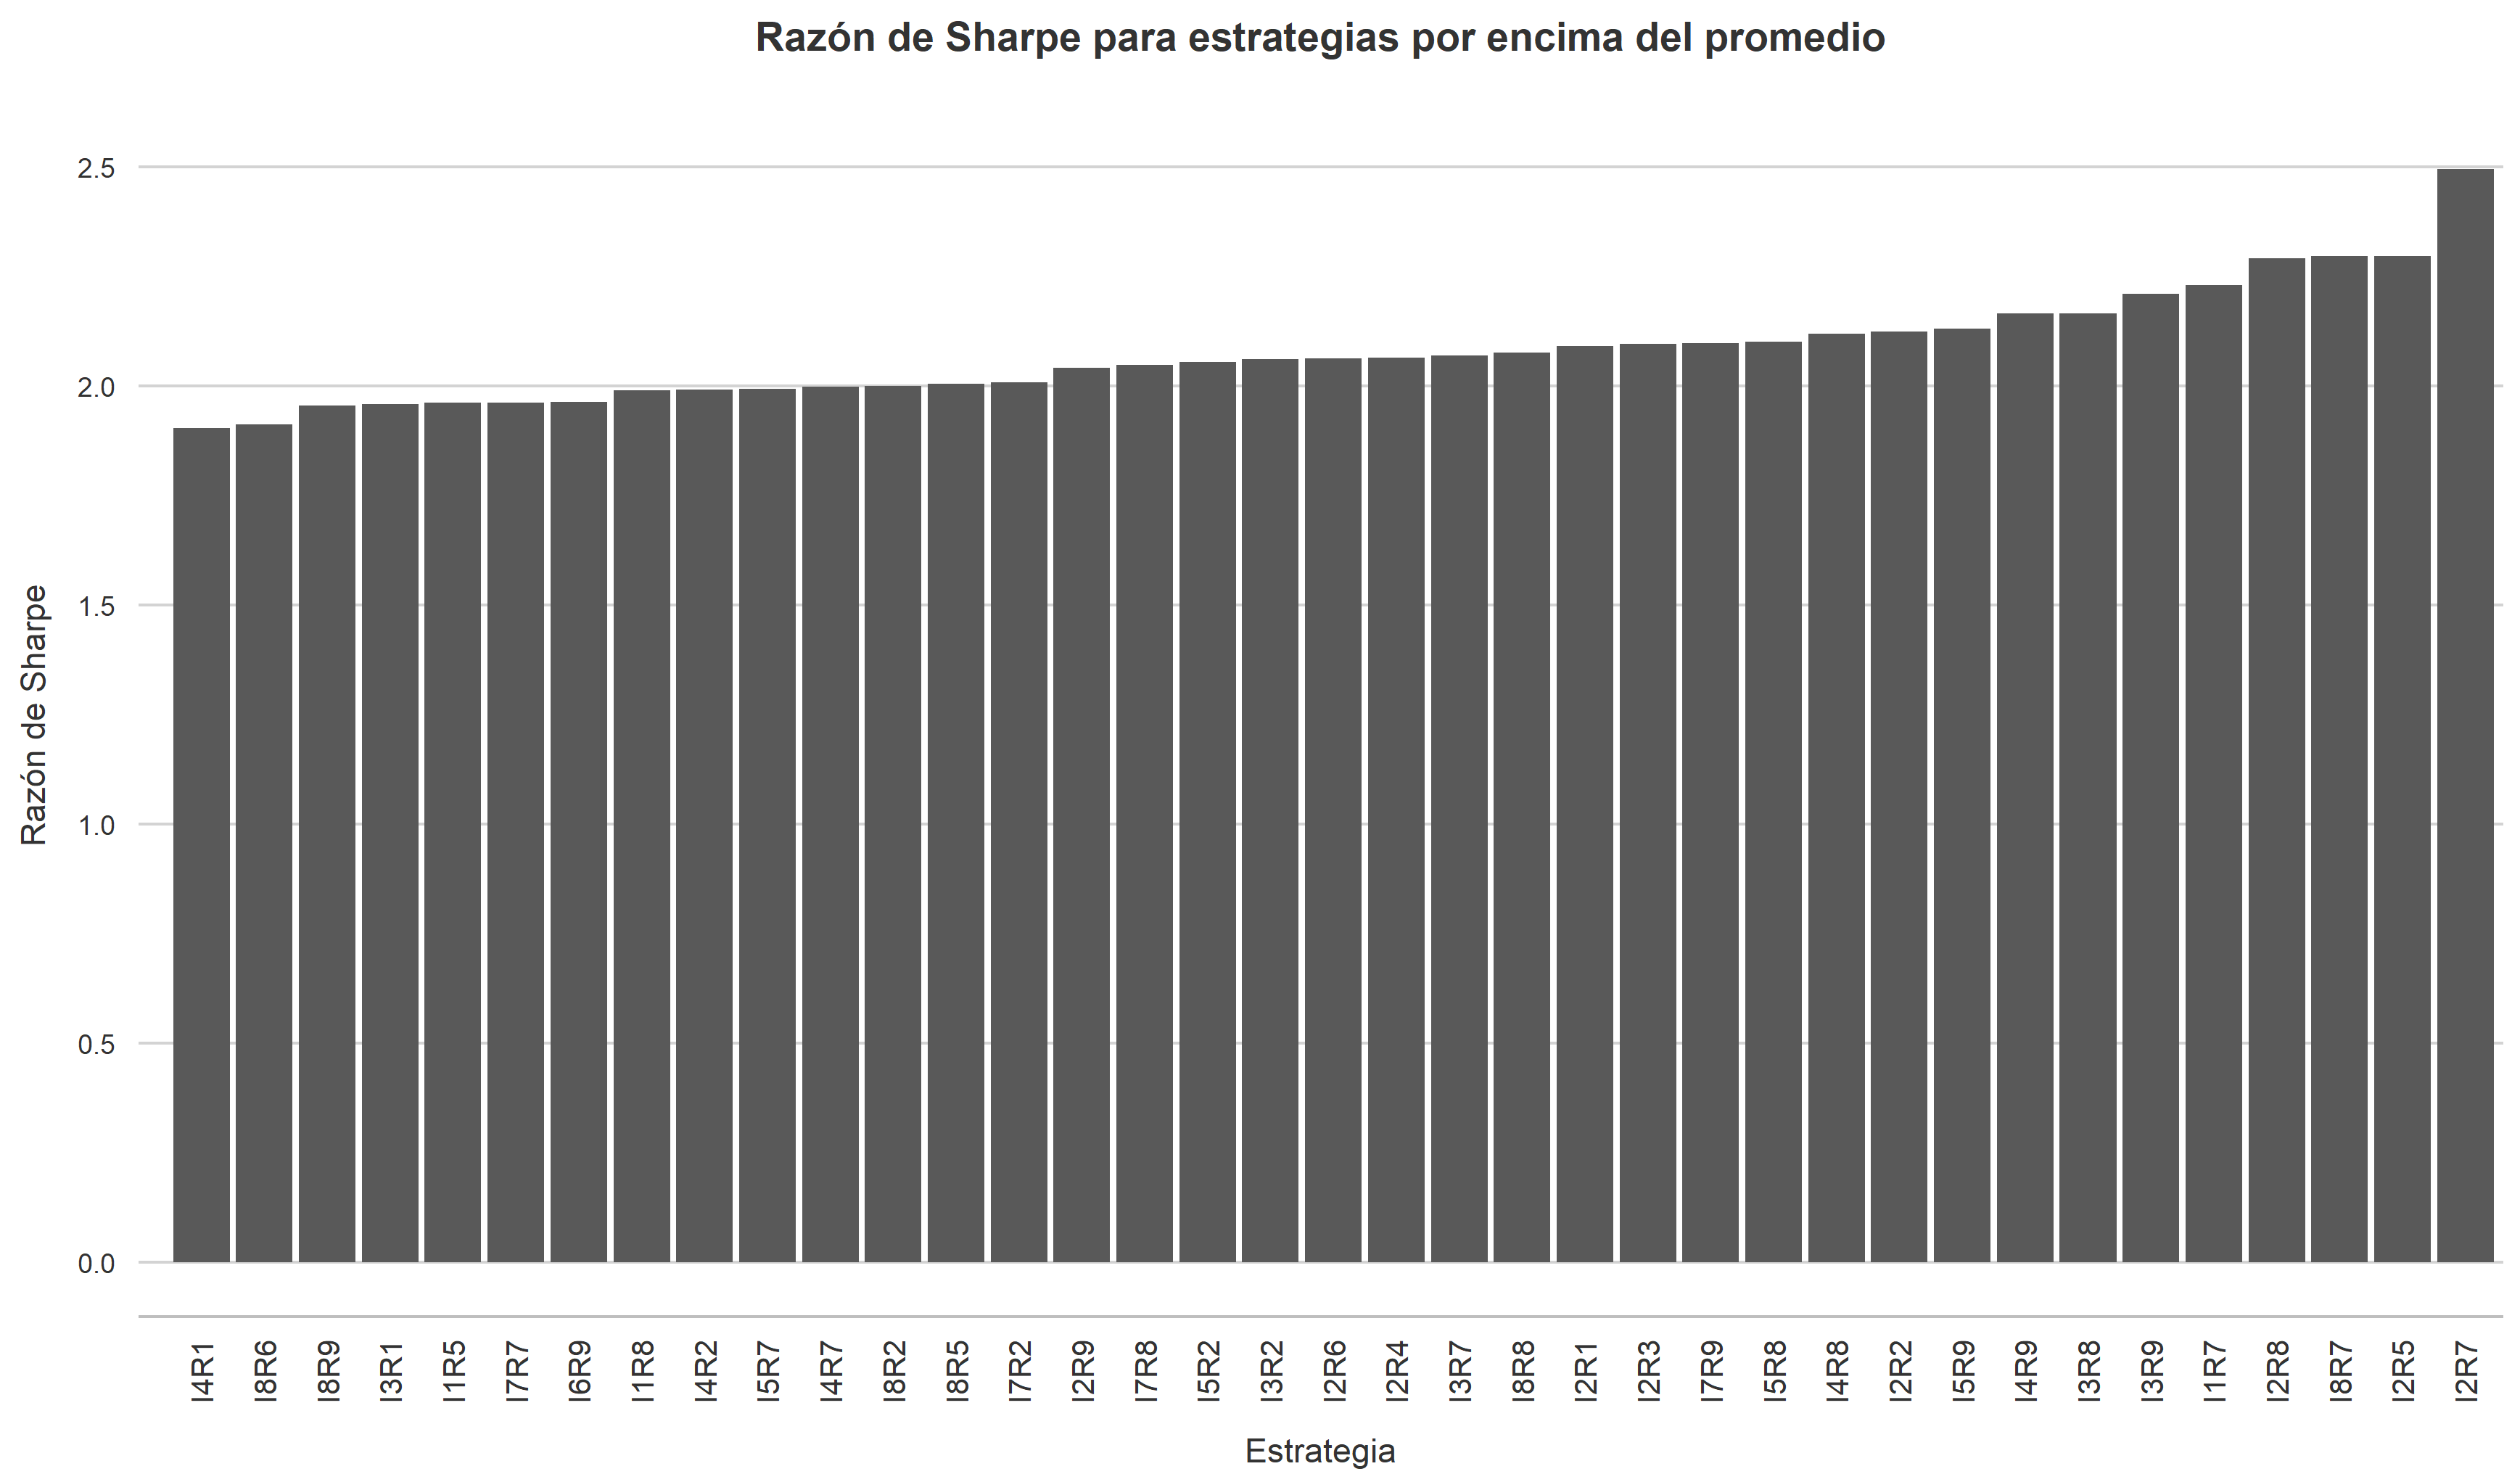 Razón de Sharpe para estrategias por encima del promedio
Razón de Sharpe
2.5
2.0
1.5
1.0
0.5
0.0
I4R1 I8R6 I8R9 I3R1 I1R5 I7R7 I6R9 I1R8 I4R2 I5R7 I4R7 I8R2 I8R5 I7R2 I2R9 I7R8 I5R2 I3R2 I2R6 I2R4 I3R7 I8R8 I2R1 I2R3 I7R9 I5R8 I4R8 I2R2 I5R9 I4R9 I3R8 I3R9 I1R7 I2R8 I8R7 I2R5 I2R7
Estrategia